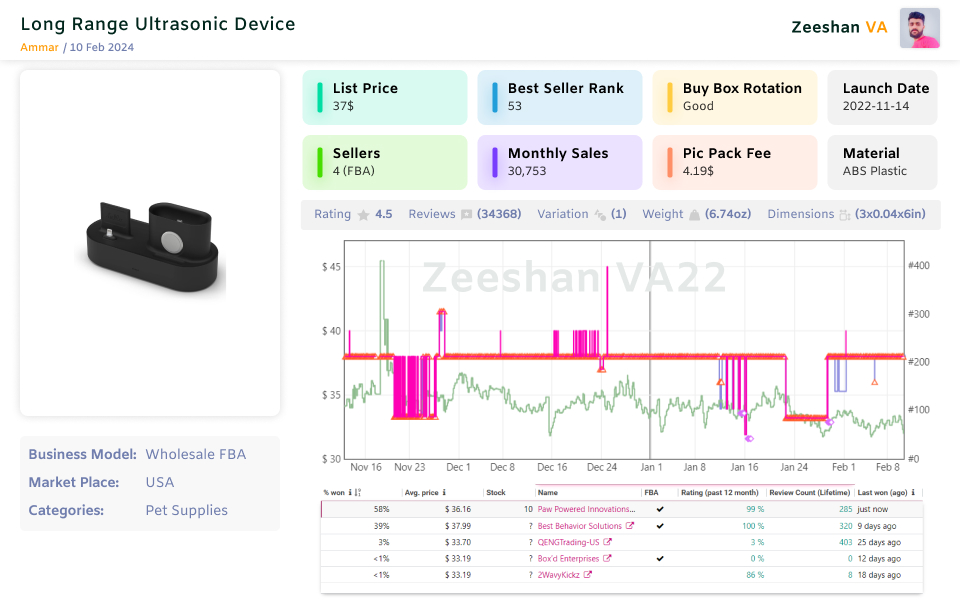 Long Range Ultrasonic Device
Ammar / 10 Feb 2024
Zeeshan VA
List Price
37$
Best Seller Rank
53
Buy Box Rotation
Good
Launch Date
2022-11-14
Sellers
4 (FBA)
Monthly Sales
30,753
Pic Pack Fee
4.19$
Material
ABS Plastic
Rating 4.5 Reviews (34368) Variation (1) Weight (6.74oz) Dimensions (3x0.04x6in)
Zeeshan VA22
$ 45 #400
#300
$ 40
#200
$ 35
#100
$ 30 #0
Nov 16 Nov 23 Dec 1 Dec 8 Dec 16 Dec 24 Jan 1 Jan 8 Jan 16 Jan 24 Feb 1 Feb 8
Business Model: Wholesale FBA
Market Place: USA
Categories: Pet Supplies
% won Avg. price Stock Name FBA Rating (past 12 month) Review Count (Lifetime) Last won (ago)
58% $ 36.16 10 Paw Powered Innovations... ✔ 99 % 285 just now
39% $ 37.99 ? Best Behavior Solutions ✔ 100 % 320 9 days ago
3% $ 33.70 ? QENGTrading-US 3 % 403 25 days ago
<1% $ 33.19 ? Box'd Enterprises ✔ 0 % 0 12 days ago
<1% $ 33.19 ? 2WavyKickz 86 % 8 18 days ago